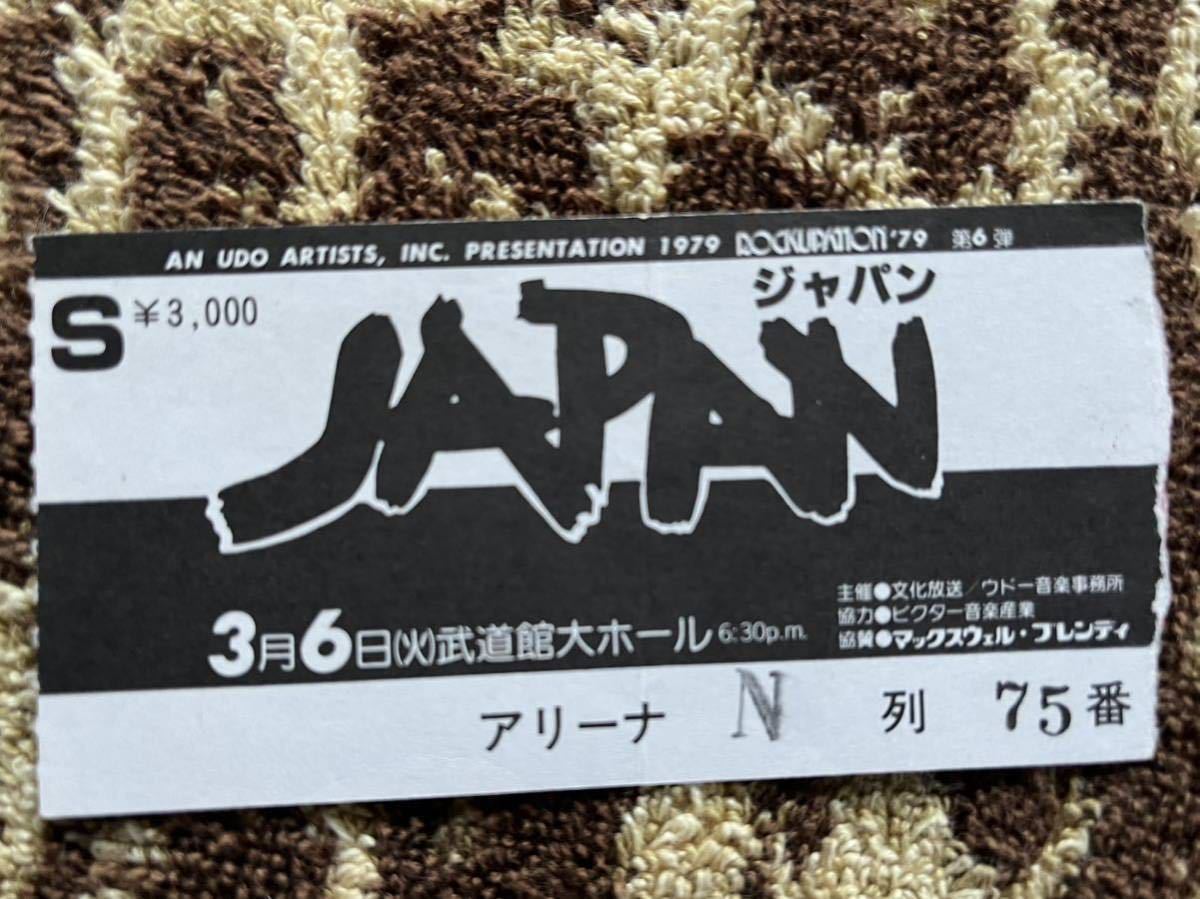 AN UDO ARTISTS, INC. PRESENTATION 1979 ROCKUPATION'79 第6弾
S ￥3,000
ジャパン
JAPAN
主催●文化放送/ウドー音楽事務所
協力●ビクター音楽産業
協賛●マックスウェル・ブレンディ
3月6日(火)武道館大ホール 6:30p.m.
アリーナ N 列 75番